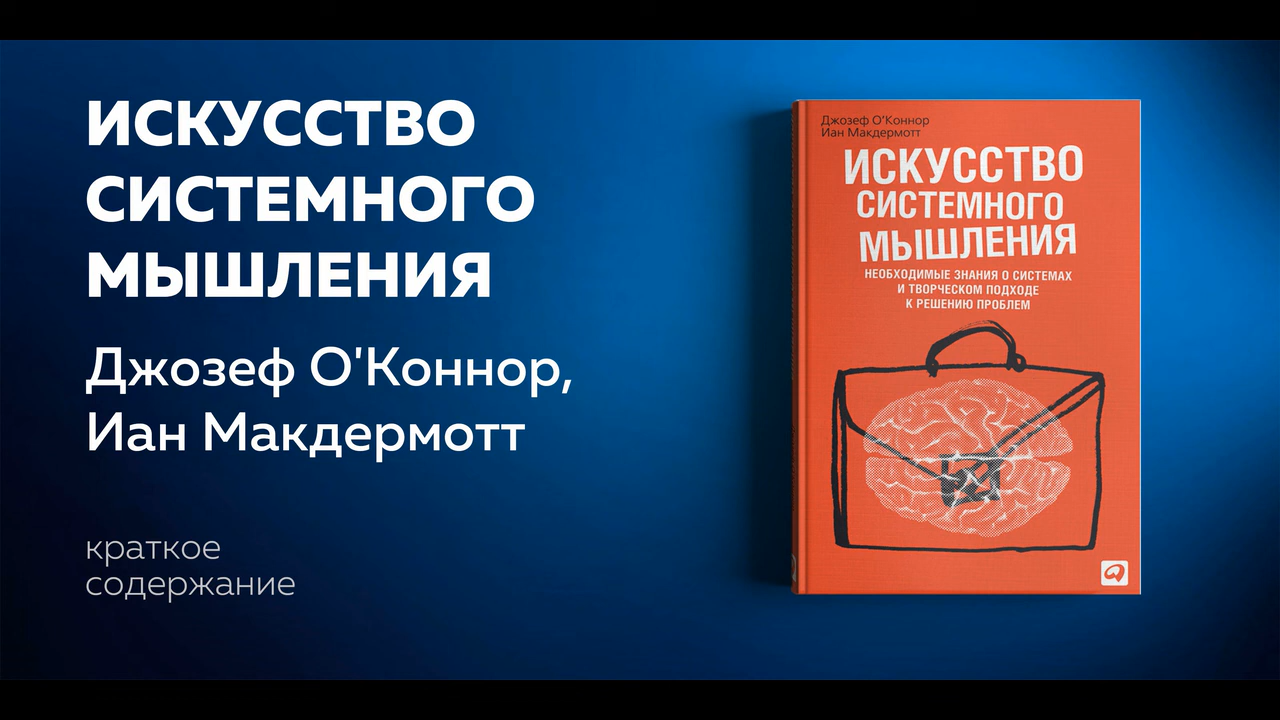 ИСКУССТВО
СИСТЕМНОГО
МЫШЛЕНИЯ
Джозеф О'Коннор,
Иан Макдермотт
краткое
содержание
Джозеф О'Коннор
Иан Макдермотт
ИСКУССТВО
СИСТЕМНОГО
МЫШЛЕНИЯ
НЕОБХОДИМЫЕ ЗНАНИЯ О СИСТЕМАХ
И ТВОРЧЕСКОМ ПОДХОДЕ
К РЕШЕНИЮ ПРОБЛЕМ